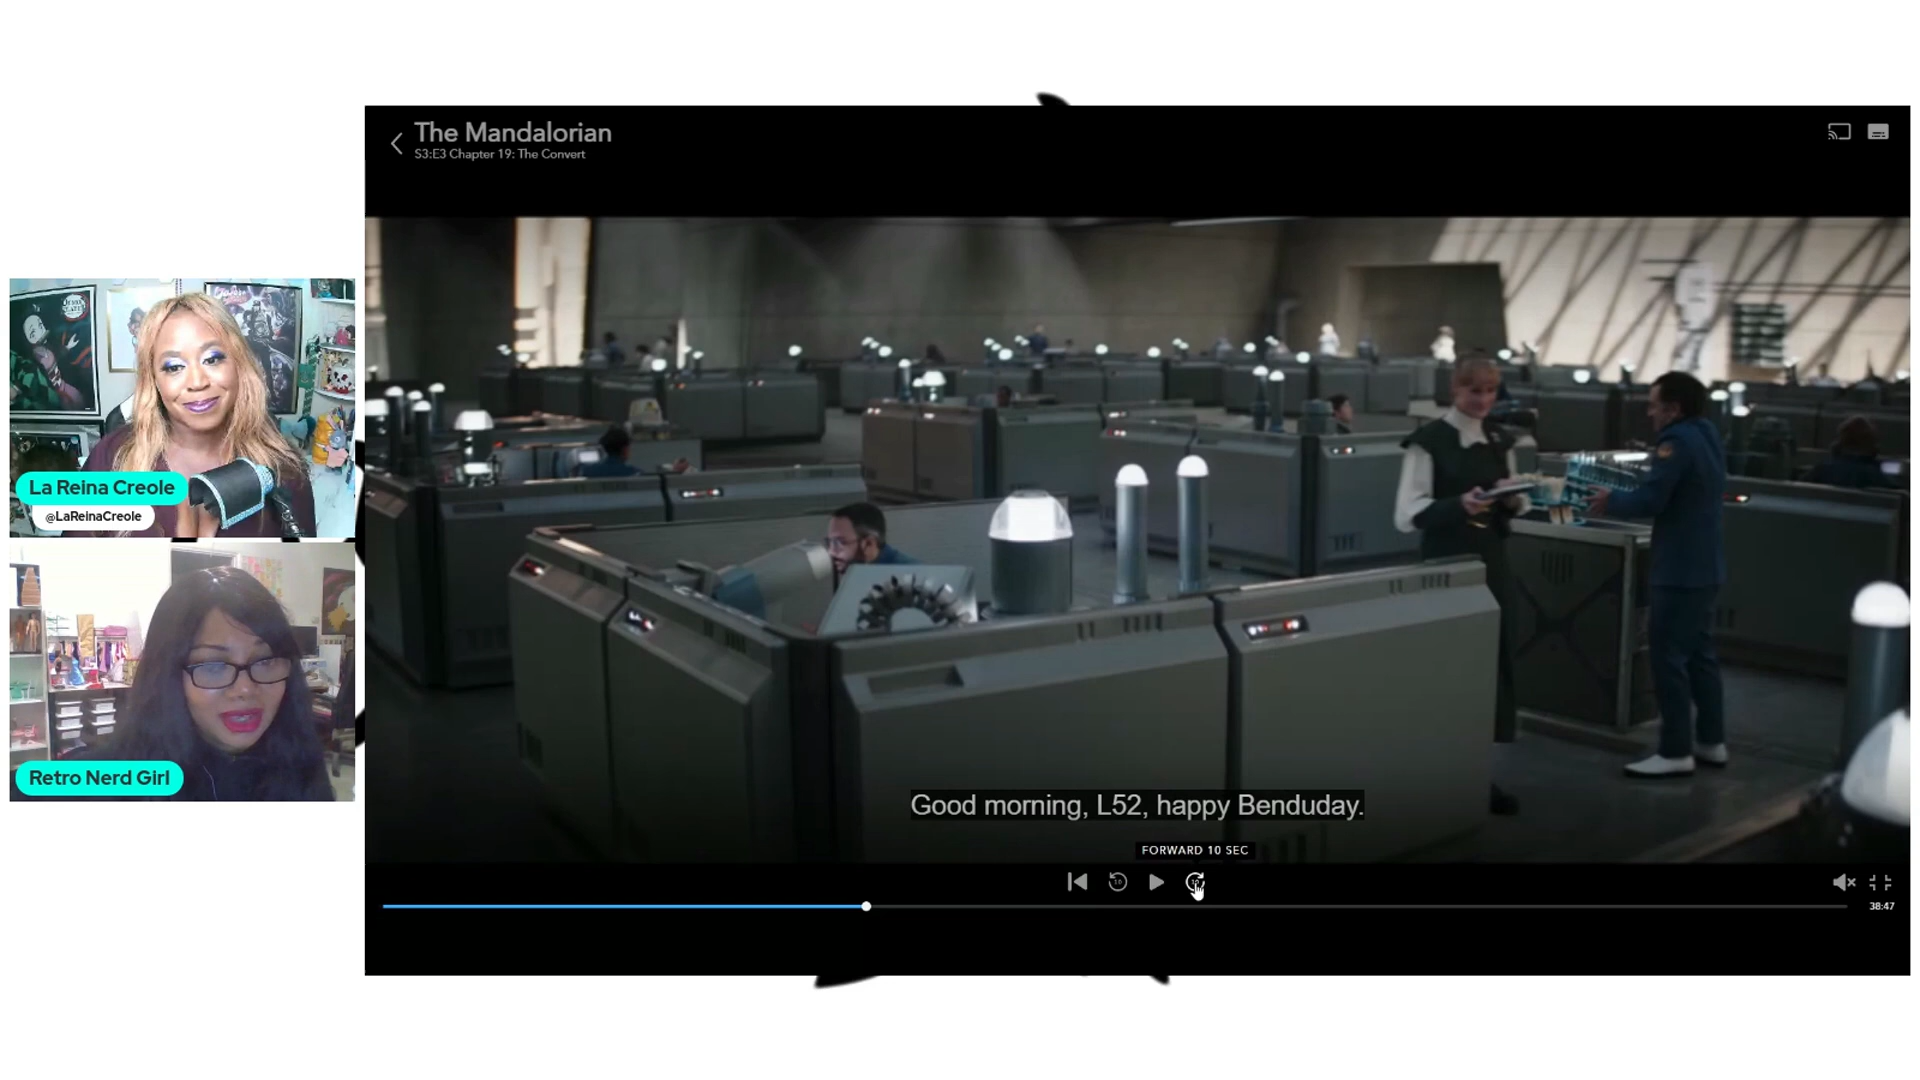 The Mandalorian
S3:E3 Chapter 19: The Convert
La Reina Creole
@LaReinaCreole
Retro Nerd Girl
Good morning, L52, happy Benduday.
FORWARD 10 SEC
38:47